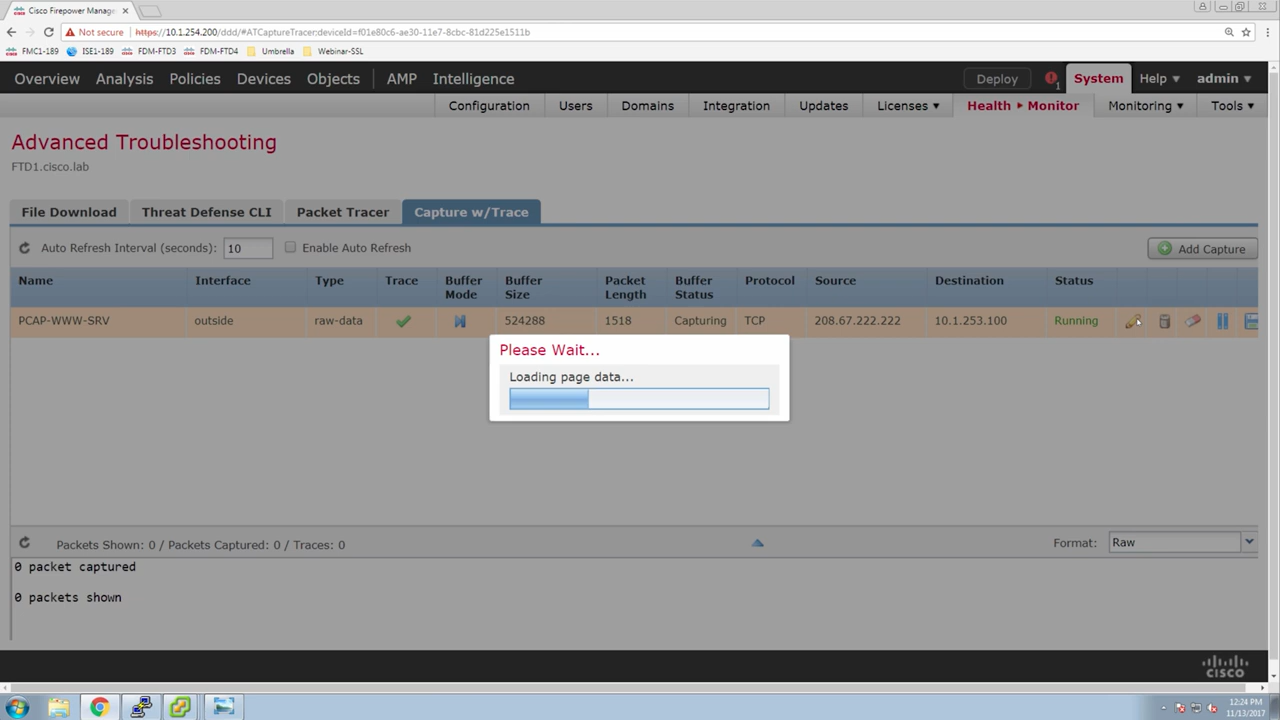 Cisco Firepower Manage
Not secure https://10.1.254.200/ddd/#ATCaptureTracer:deviceId=f01e80c6-ae30-11e7-8cbc-81d225e1511b
FMC1-189 ISE1-189 FDM-FTD3 FDM-FTD4 Umbrella Webinar-SSL
Overview Analysis Policies Devices Objects AMP Intelligence Deploy 1 System Help admin
Configuration Users Domains Integration Updates Licenses Health Monitor Monitoring Tools
Advanced Troubleshooting
FTD1.cisco.lab
File Download Threat Defense CLI Packet Tracer Capture w/Trace
Auto Refresh Interval (seconds): 10 Enable Auto Refresh Add Capture
Name Interface Type Trace Buffer Mode Buffer Size Packet Length Buffer Status Protocol Source Destination Status
PCAP-WWW-SRV outside raw-data 524288 1518 Capturing TCP 208.67.222.222 10.1.253.100 Running
Please Wait...
Loading page data...
Packets Shown: 0 / Packets Captured: 0 / Traces: 0 Format: Raw
0 packet captured
0 packets shown
cisco
12:24 PM
11/13/2017